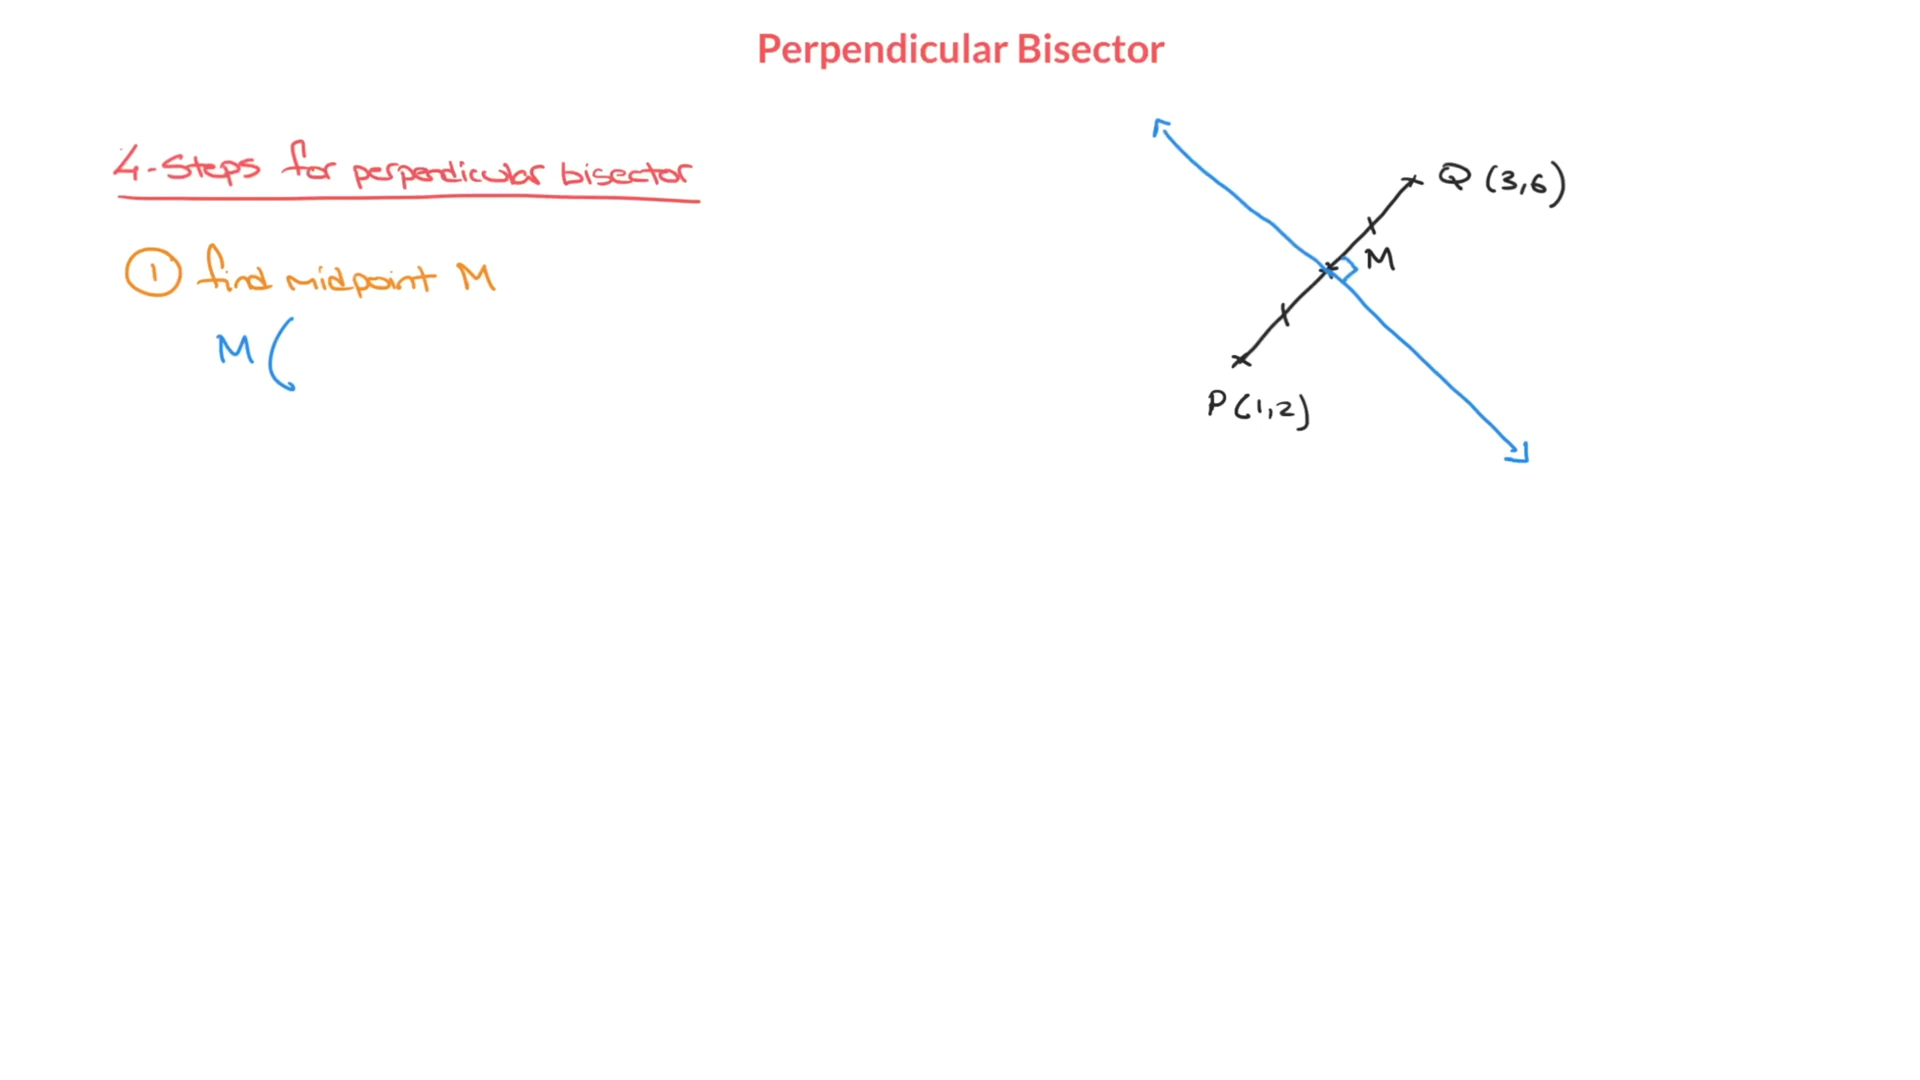 Perpendicular Bisector
4-Steps for perpendicular bisector
① find midpoint M
M (
Q (3,6)
M
P (1,2)